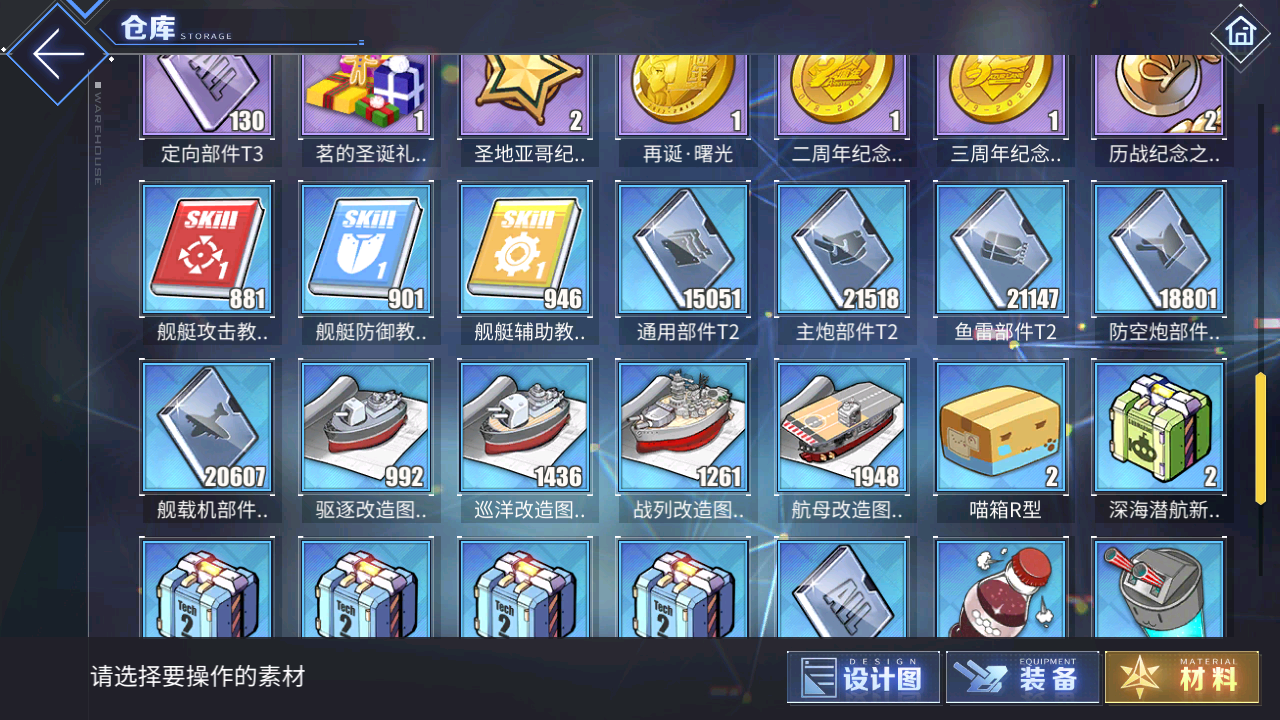 仓库 STORAGE
WAREHOUSE
130 1 2 1 1 1 2
定向部件T3 茗的圣诞礼.. 圣地亚哥纪.. 再诞·曙光 二周年纪念.. 三周年纪念.. 历战纪念之..
SKill SKill SKill
1 1 1
881 901 946 15051 21518 21147 18801
舰艇攻击教.. 舰艇防御教.. 舰艇辅助教.. 通用部件T2 主炮部件T2 鱼雷部件T2 防空炮部件..
20607 992 1436 1261 1948 2 2
舰载机部件.. 驱逐改造图.. 巡洋改造图.. 战列改造图.. 航母改造图.. 喵箱R型 深海潜航新..
Tech Tech Tech Tech ALL
2 2 2 2
请选择要操作的素材
DESIGN EQUIPMENT MATERIAL
设计图 装备 材料